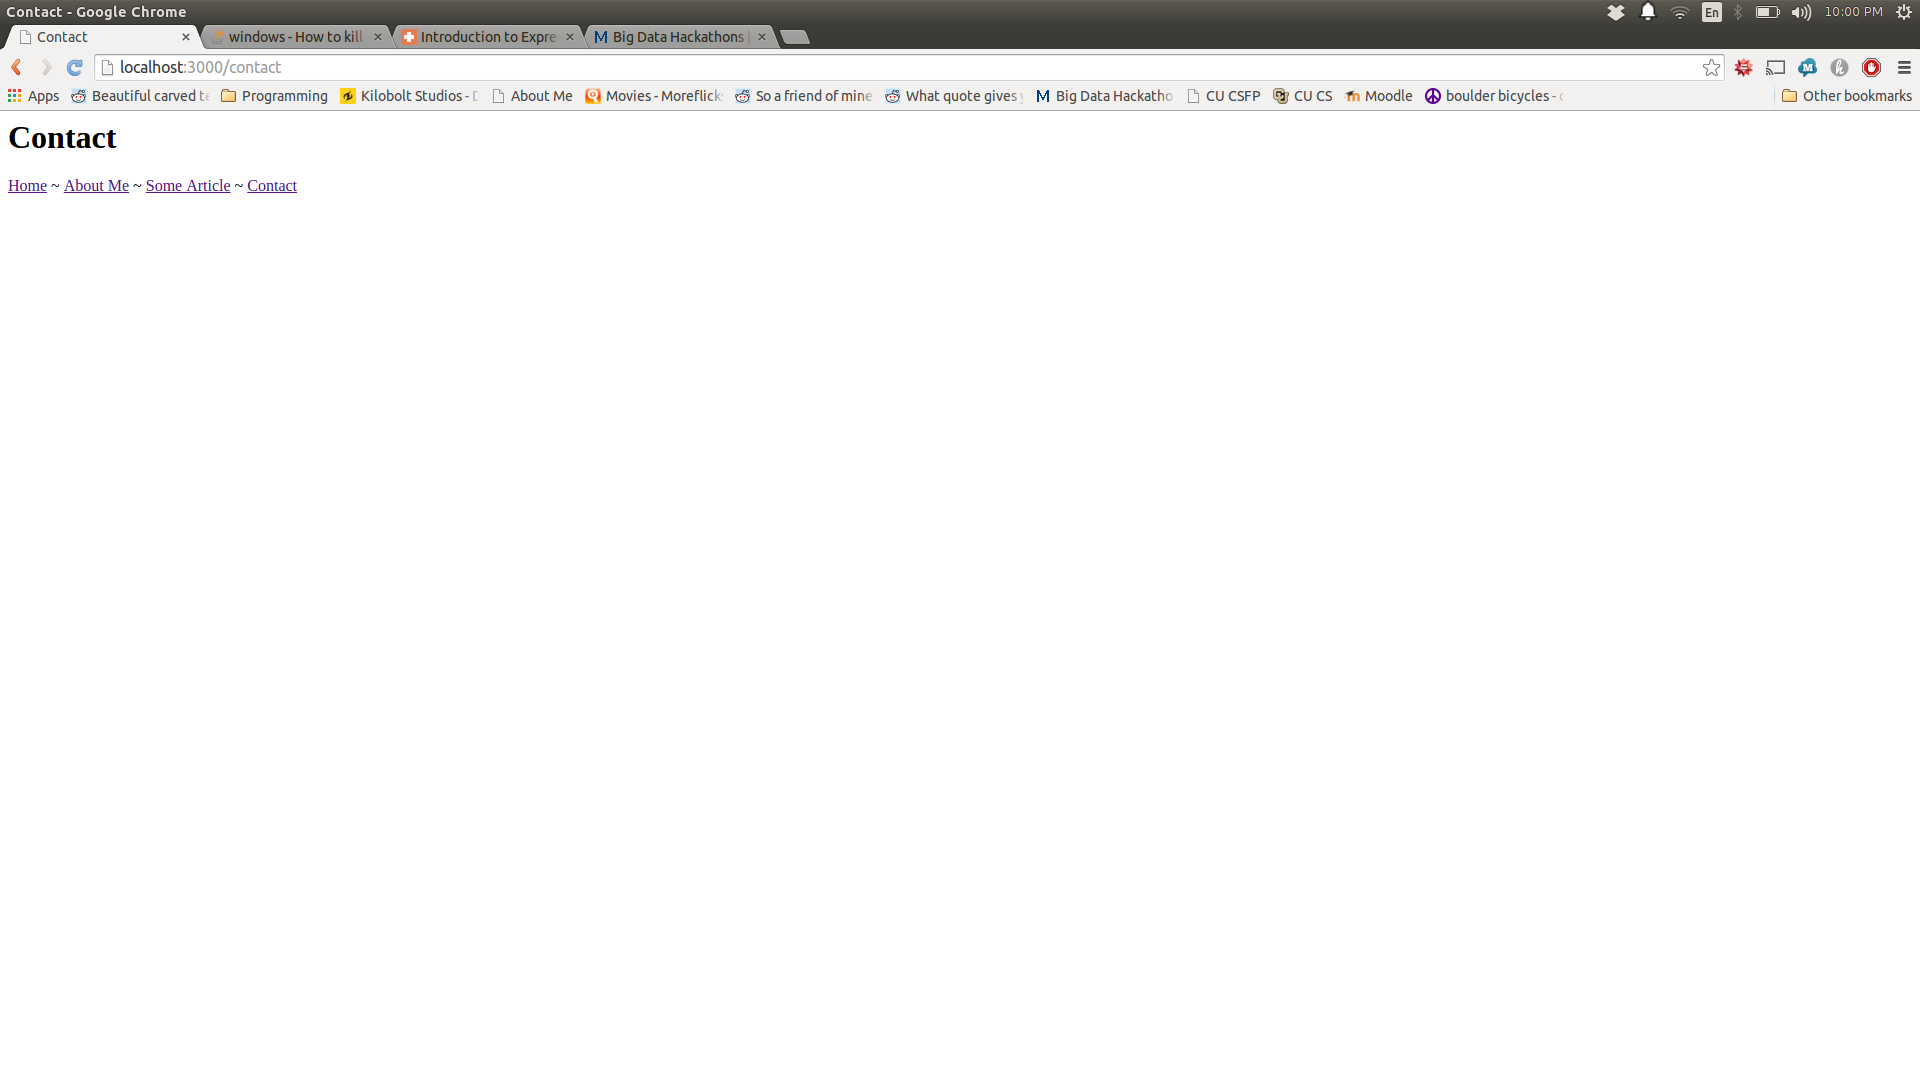 Contact - Google Chrome
En
10:00 PM
Contact
windows - How to kill
Introduction to Expre
Big Data Hackathons |
localhost:3000/contact
Apps
Beautiful carved te
Programming
Kilobolt Studios - D
About Me
Movies - Moreflick
So a friend of mine
What quote gives y
Big Data Hackatho
CU CSFP
CU CS
Moodle
boulder bicycles - c
Other bookmarks
Contact
Home ~ About Me ~ Some Article ~ Contact